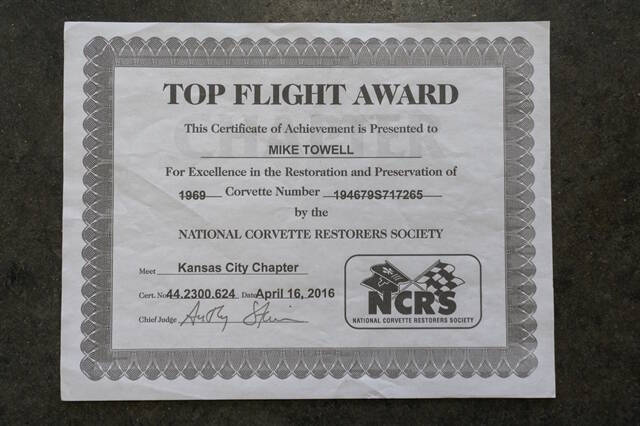 TOP FLIGHT AWARD
CHAPTER
This Certificate of Achievement is Presented to
MIKE TOWELL
For Excellence in the Restoration and Preservation of
1969 Corvette Number 194679S717265
by the
NATIONAL CORVETTE RESTORERS SOCIETY
Meet Kansas City Chapter
Cert. No. 44.2300.624 Date April 16, 2016
Chief Judge
NCRS
NATIONAL CORVETTE RESTORERS SOCIETY